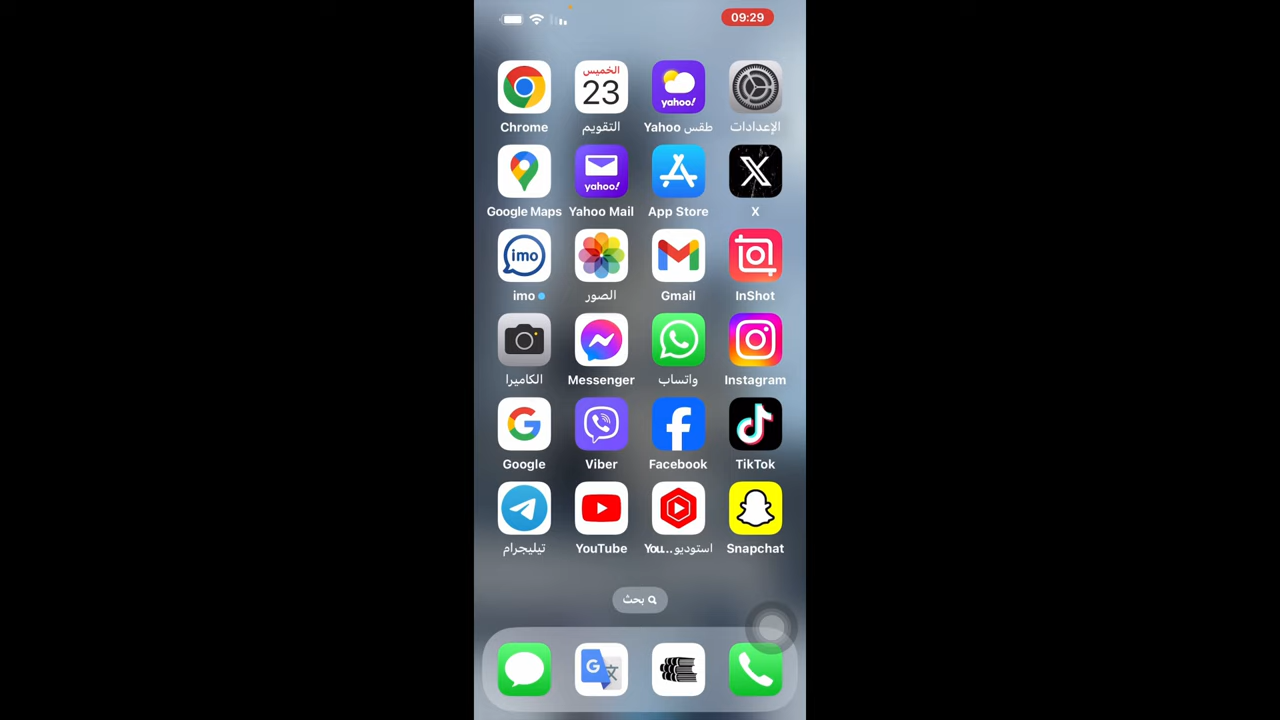 09:29
الخميس
23
yahoo!
Chrome
التقويم
طقس Yahoo
الإعدادات
yahoo!
Google Maps
Yahoo Mail
App Store
X
imo
imo
الصور
Gmail
InShot
الكاميرا
Messenger
واتساب
Instagram
Google
Viber
Facebook
TikTok
تيليجرام
YouTube
استوديو You...
Snapchat
بحث